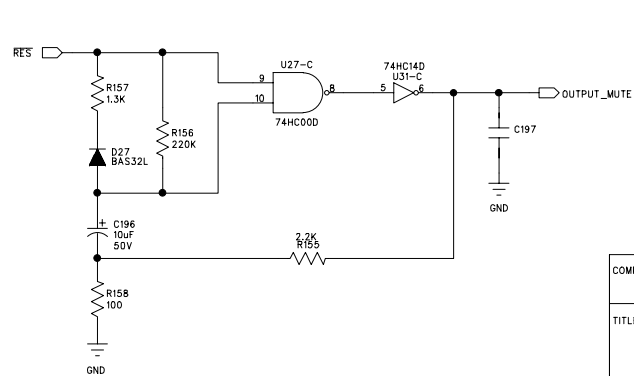 RES
R157
1.3K
D27
BAS32L
R156
220K
U27-C
9
10
8
74HC00D
74HC14D
U31-C
5
6
OUTPUT_MUTE
C197
GND
+
C196
10uF
50V
2.2K
R155
R158
100
GND
COM
TITLE